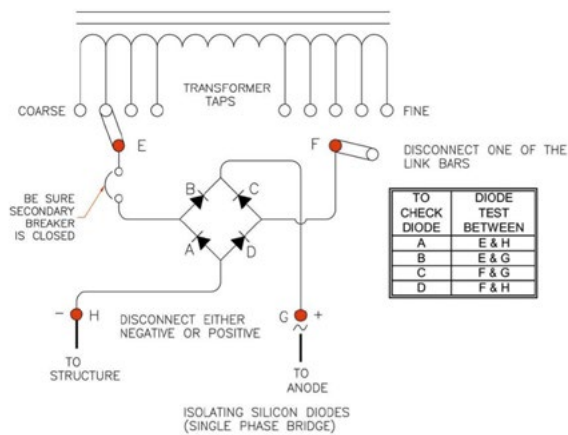 TRANSFORMER
TAPS
COARSE
FINE
E
F
DISCONNECT ONE OF THE
LINK BARS
BE SURE
SECONDARY
BREAKER
IS CLOSED
B
C
A
D
TO
CHECK
DIODE
DIODE
TEST
BETWEEN
A E & H
B E & G
C F & G
D F & H
- H
DISCONNECT EITHER
NEGATIVE OR POSITIVE
G +
TO
STRUCTURE
TO
ANODE
ISOLATING SILICON DIODES
(SINGLE PHASE BRIDGE)